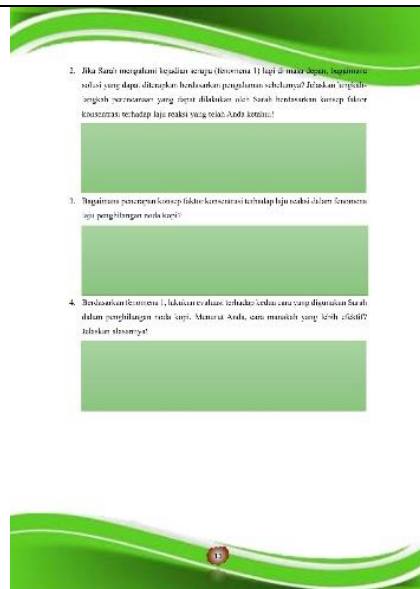 2. Jika Sarah mengalami kejadian serupa (fenomena 1) lagi di masa depan, bagaimana
solusi yang dapat diterapkan berdasarkan pengalaman sebelumnya? Jelaskan langkah-
langkah perencanaan yang dapat dilakukan oleh Sarah berdasarkan konsep faktor
konsentrasi terhadap laju reaksi yang telah Anda ketahui!
3. Bagaimana penerapan konsep faktor konsentrasi terhadap laju reaksi dalam fenomena
laju penghilangan noda kopi?
4. Berdasarkan fenomena 1, lakukan evaluasi terhadap kedua cara yang digunakan Sarah
dalam penghilangan noda kopi. Menurut Anda, cara manakah yang lebih efektif?
Jelaskan alasannya!